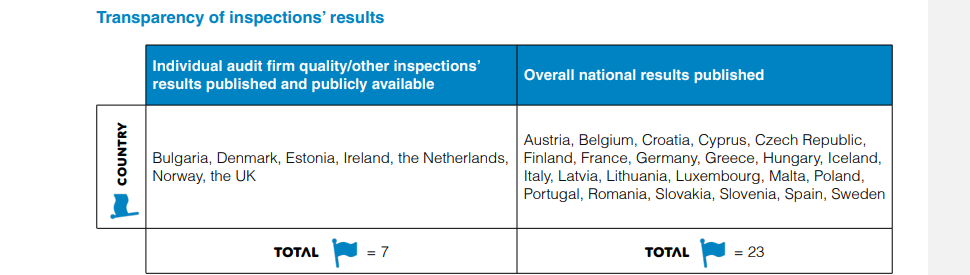 Transparency of inspections’ results
Individual audit firm quality/other inspections’
results published and publicly available
Overall national results published
COUNTRY
Bulgaria, Denmark, Estonia, Ireland, the Netherlands,
Norway, the UK
Austria, Belgium, Croatia, Cyprus, Czech Republic,
Finland, France, Germany, Greece, Hungary, Iceland,
Italy, Latvia, Lithuania, Luxembourg, Malta, Poland,
Portugal, Romania, Slovakia, Slovenia, Spain, Sweden
TOTAL = 7
TOTAL = 23